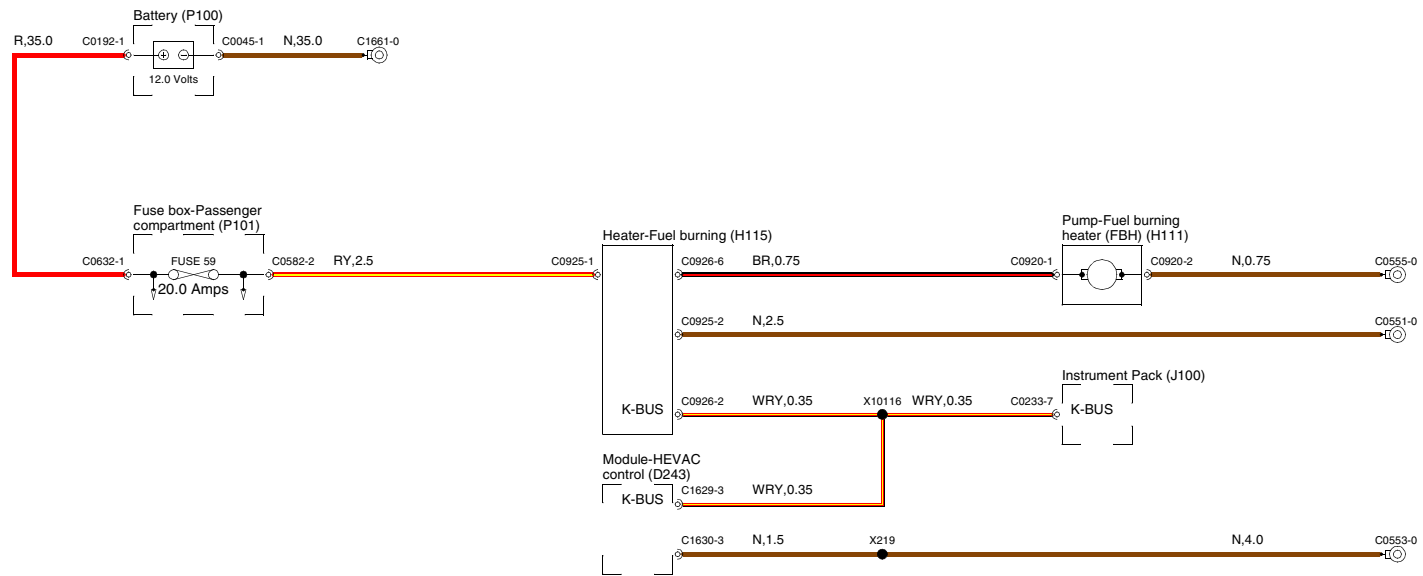 Battery (P100)
R,35.0
C0192-1
C0045-1
N,35.0
C1661-0
12.0 Volts
Fuse box-Passenger
compartment (P101)
C0632-1
FUSE 59
20.0 Amps
C0582-2
RY,2.5
C0925-1
Heater-Fuel burning (H115)
C0926-6
BR,0.75
C0920-1
Pump-Fuel burning
heater (FBH) (H111)
C0920-2
N,0.75
C0555-0
C0925-2
N,2.5
C0551-0
K-BUS
C0926-2
WRY,0.35
X10116
WRY,0.35
C0233-7
Instrument Pack (J100)
K-BUS
Module-HEVAC
control (D243)
K-BUS
C1629-3
WRY,0.35
C1630-3
N,1.5
X219
N,4.0
C0553-0